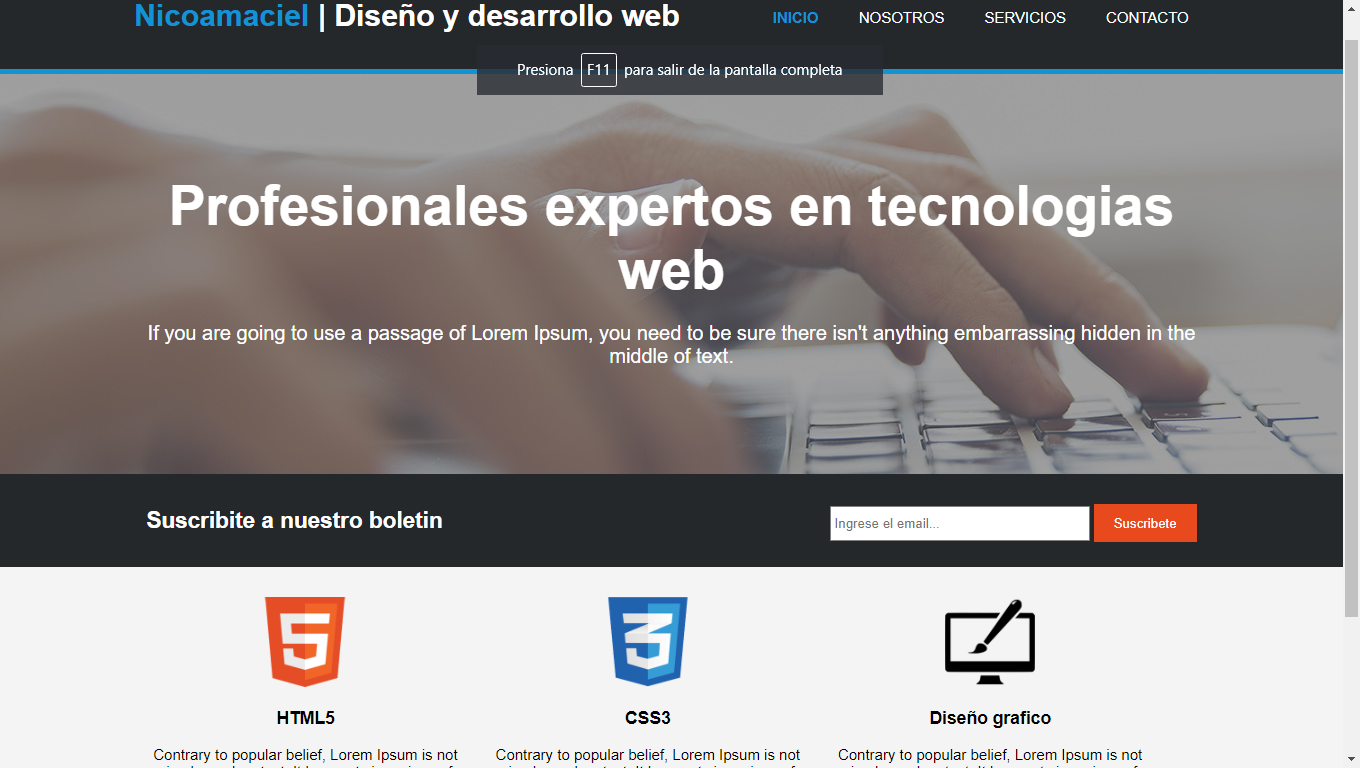 Nicoamaciel | Diseño y desarrollo web
INICIO NOSOTROS SERVICIOS CONTACTO
Presiona F11 para salir de la pantalla completa
Profesionales expertos en tecnologias
web
If you are going to use a passage of Lorem Ipsum, you need to be sure there isn't anything embarrassing hidden in the
middle of text.
Suscribite a nuestro boletin
Ingrese el email...
Suscribete
HTML5
Contrary to popular belief, Lorem Ipsum is not
CSS3
Contrary to popular belief, Lorem Ipsum is not
Diseño grafico
Contrary to popular belief, Lorem Ipsum is not